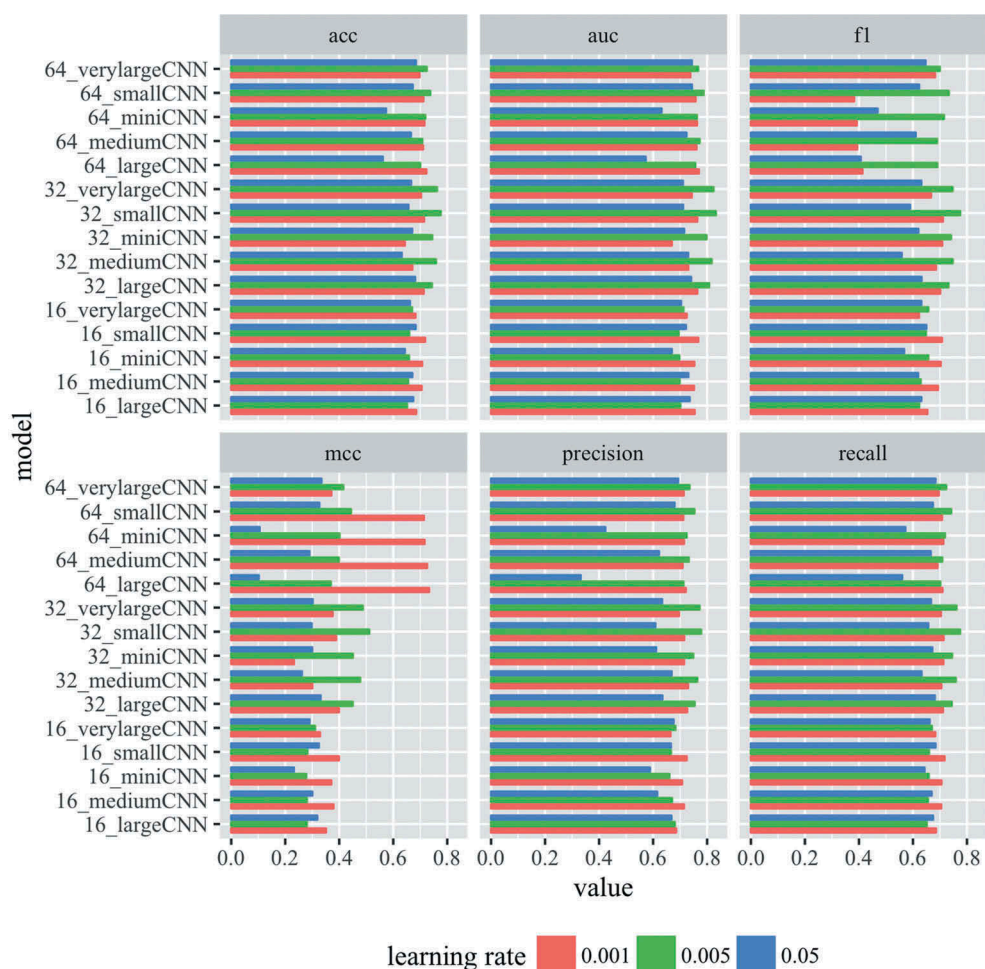 acc auc f1
64_verylargeCNN
64_smallCNN
64_miniCNN
64_mediumCNN
64_largeCNN
32_verylargeCNN
32_smallCNN
32_miniCNN
32_mediumCNN
32_largeCNN
16_verylargeCNN
16_smallCNN
16_miniCNN
16_mediumCNN
16_largeCNN
model
mcc precision recall
64_verylargeCNN
64_smallCNN
64_miniCNN
64_mediumCNN
64_largeCNN
32_verylargeCNN
32_smallCNN
32_miniCNN
32_mediumCNN
32_largeCNN
16_verylargeCNN
16_smallCNN
16_miniCNN
16_mediumCNN
16_largeCNN
0.0 0.2 0.4 0.6 0.8 0.0 0.2 0.4 0.6 0.8 0.0 0.2 0.4 0.6 0.8
value
learning rate 0.001 0.005 0.05